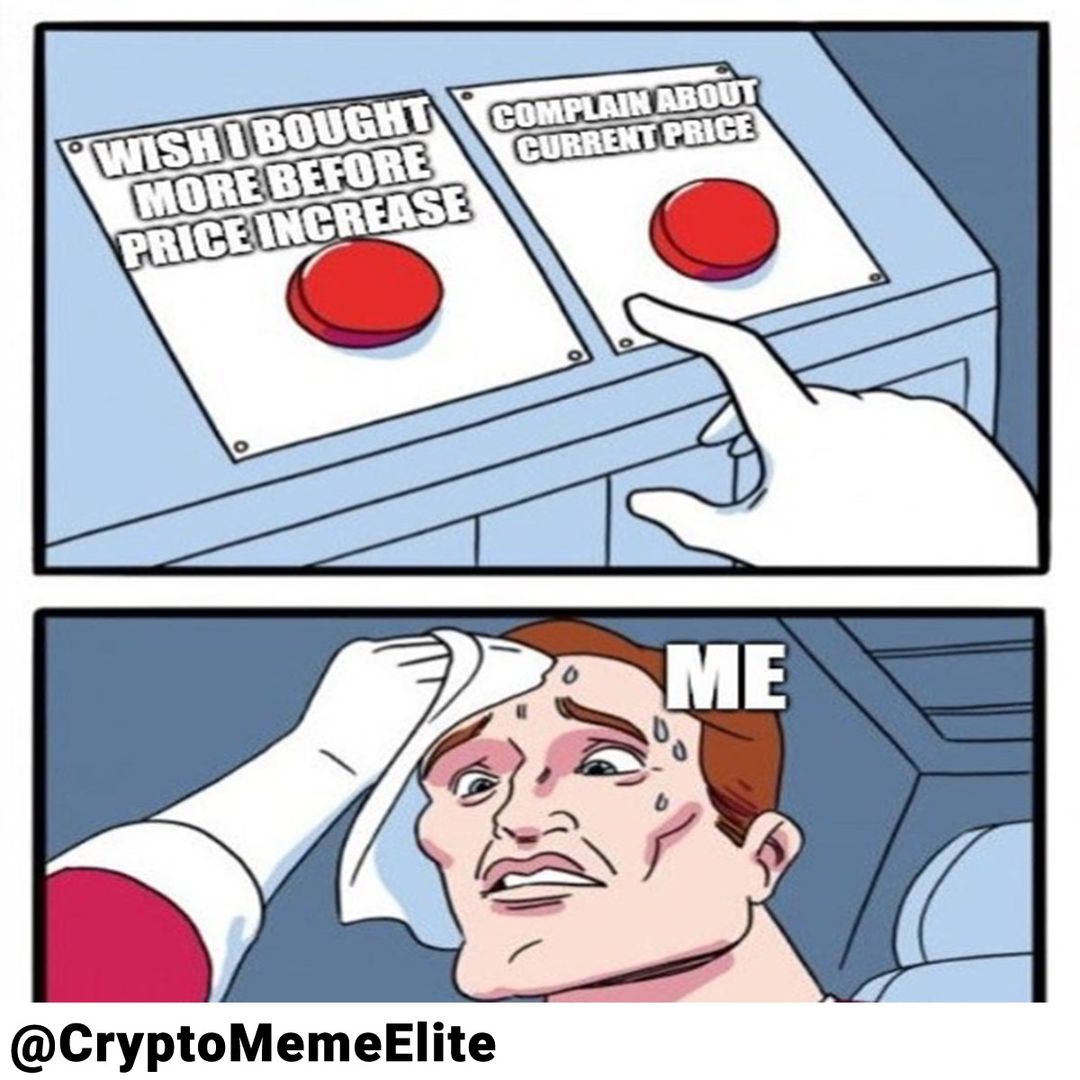 WISH I BOUGHT
MORE BEFORE
PRICE INCREASE
COMPLAIN ABOUT
CURRENT PRICE
ME
@CryptoMemeElite